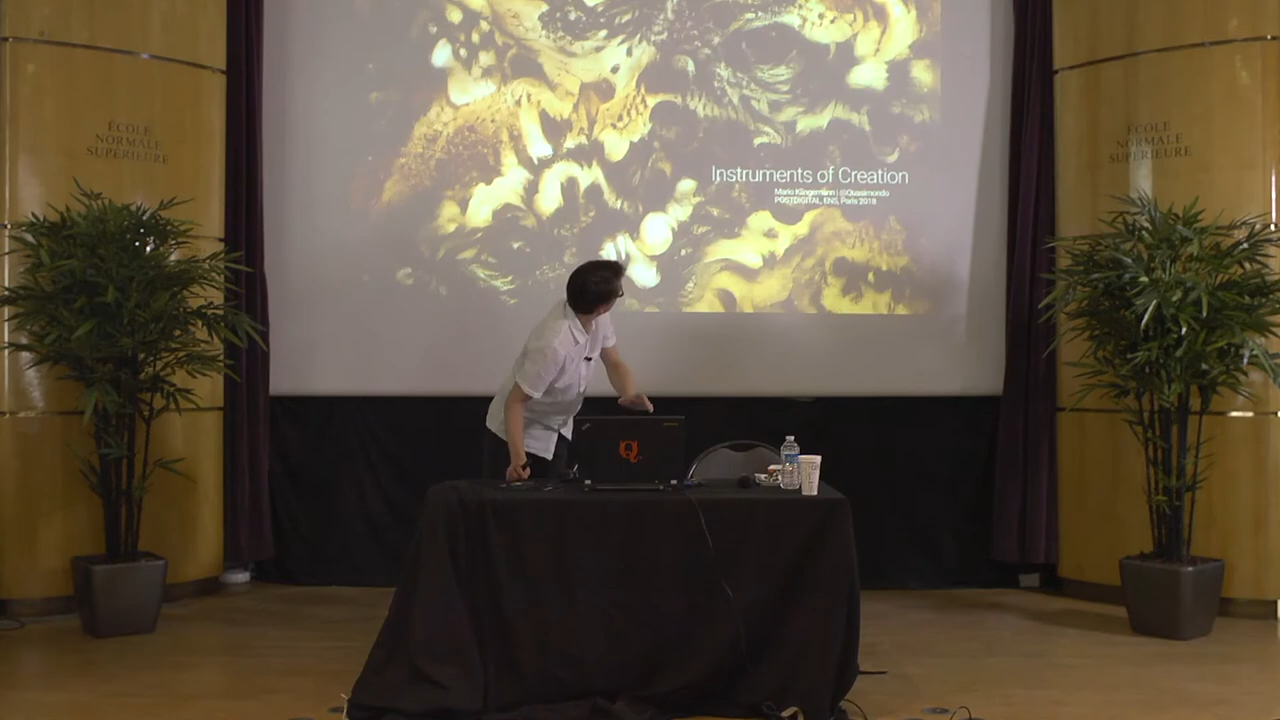 ÉCOLE
NORMALE
SUPÉRIEURE
Instruments of Creation
Mario Klingemann | @Quasimondo
POSTDIGITAL, ENS, Paris 2018
ÉCOLE
NORMALE
SUPÉRIEURE
Q